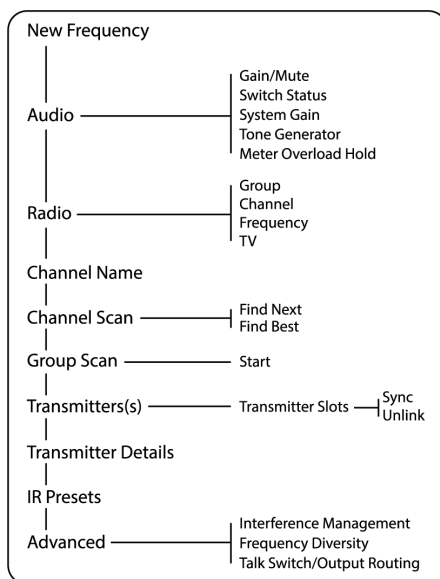 New Frequency
Audio
Gain/Mute
Switch Status
System Gain
Tone Generator
Meter Overload Hold
Radio
Group
Channel
Frequency
TV
Channel Name
Channel Scan
Find Next
Find Best
Group Scan
Start
Transmitters(s)
Transmitter Slots
Sync
Unlink
Transmitter Details
IR Presets
Advanced
Interference Management
Frequency Diversity
Talk Switch/Output Routing